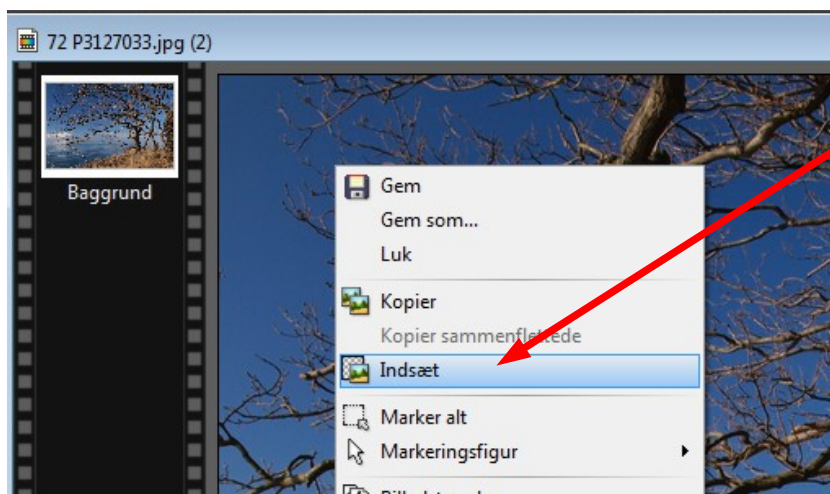 72 P3127033.jpg (2)
Baggrund
Gem
Gem som...
Luk
Kopier
Kopier sammenflettede
Indsæt
Marker alt
Markeringsfigur